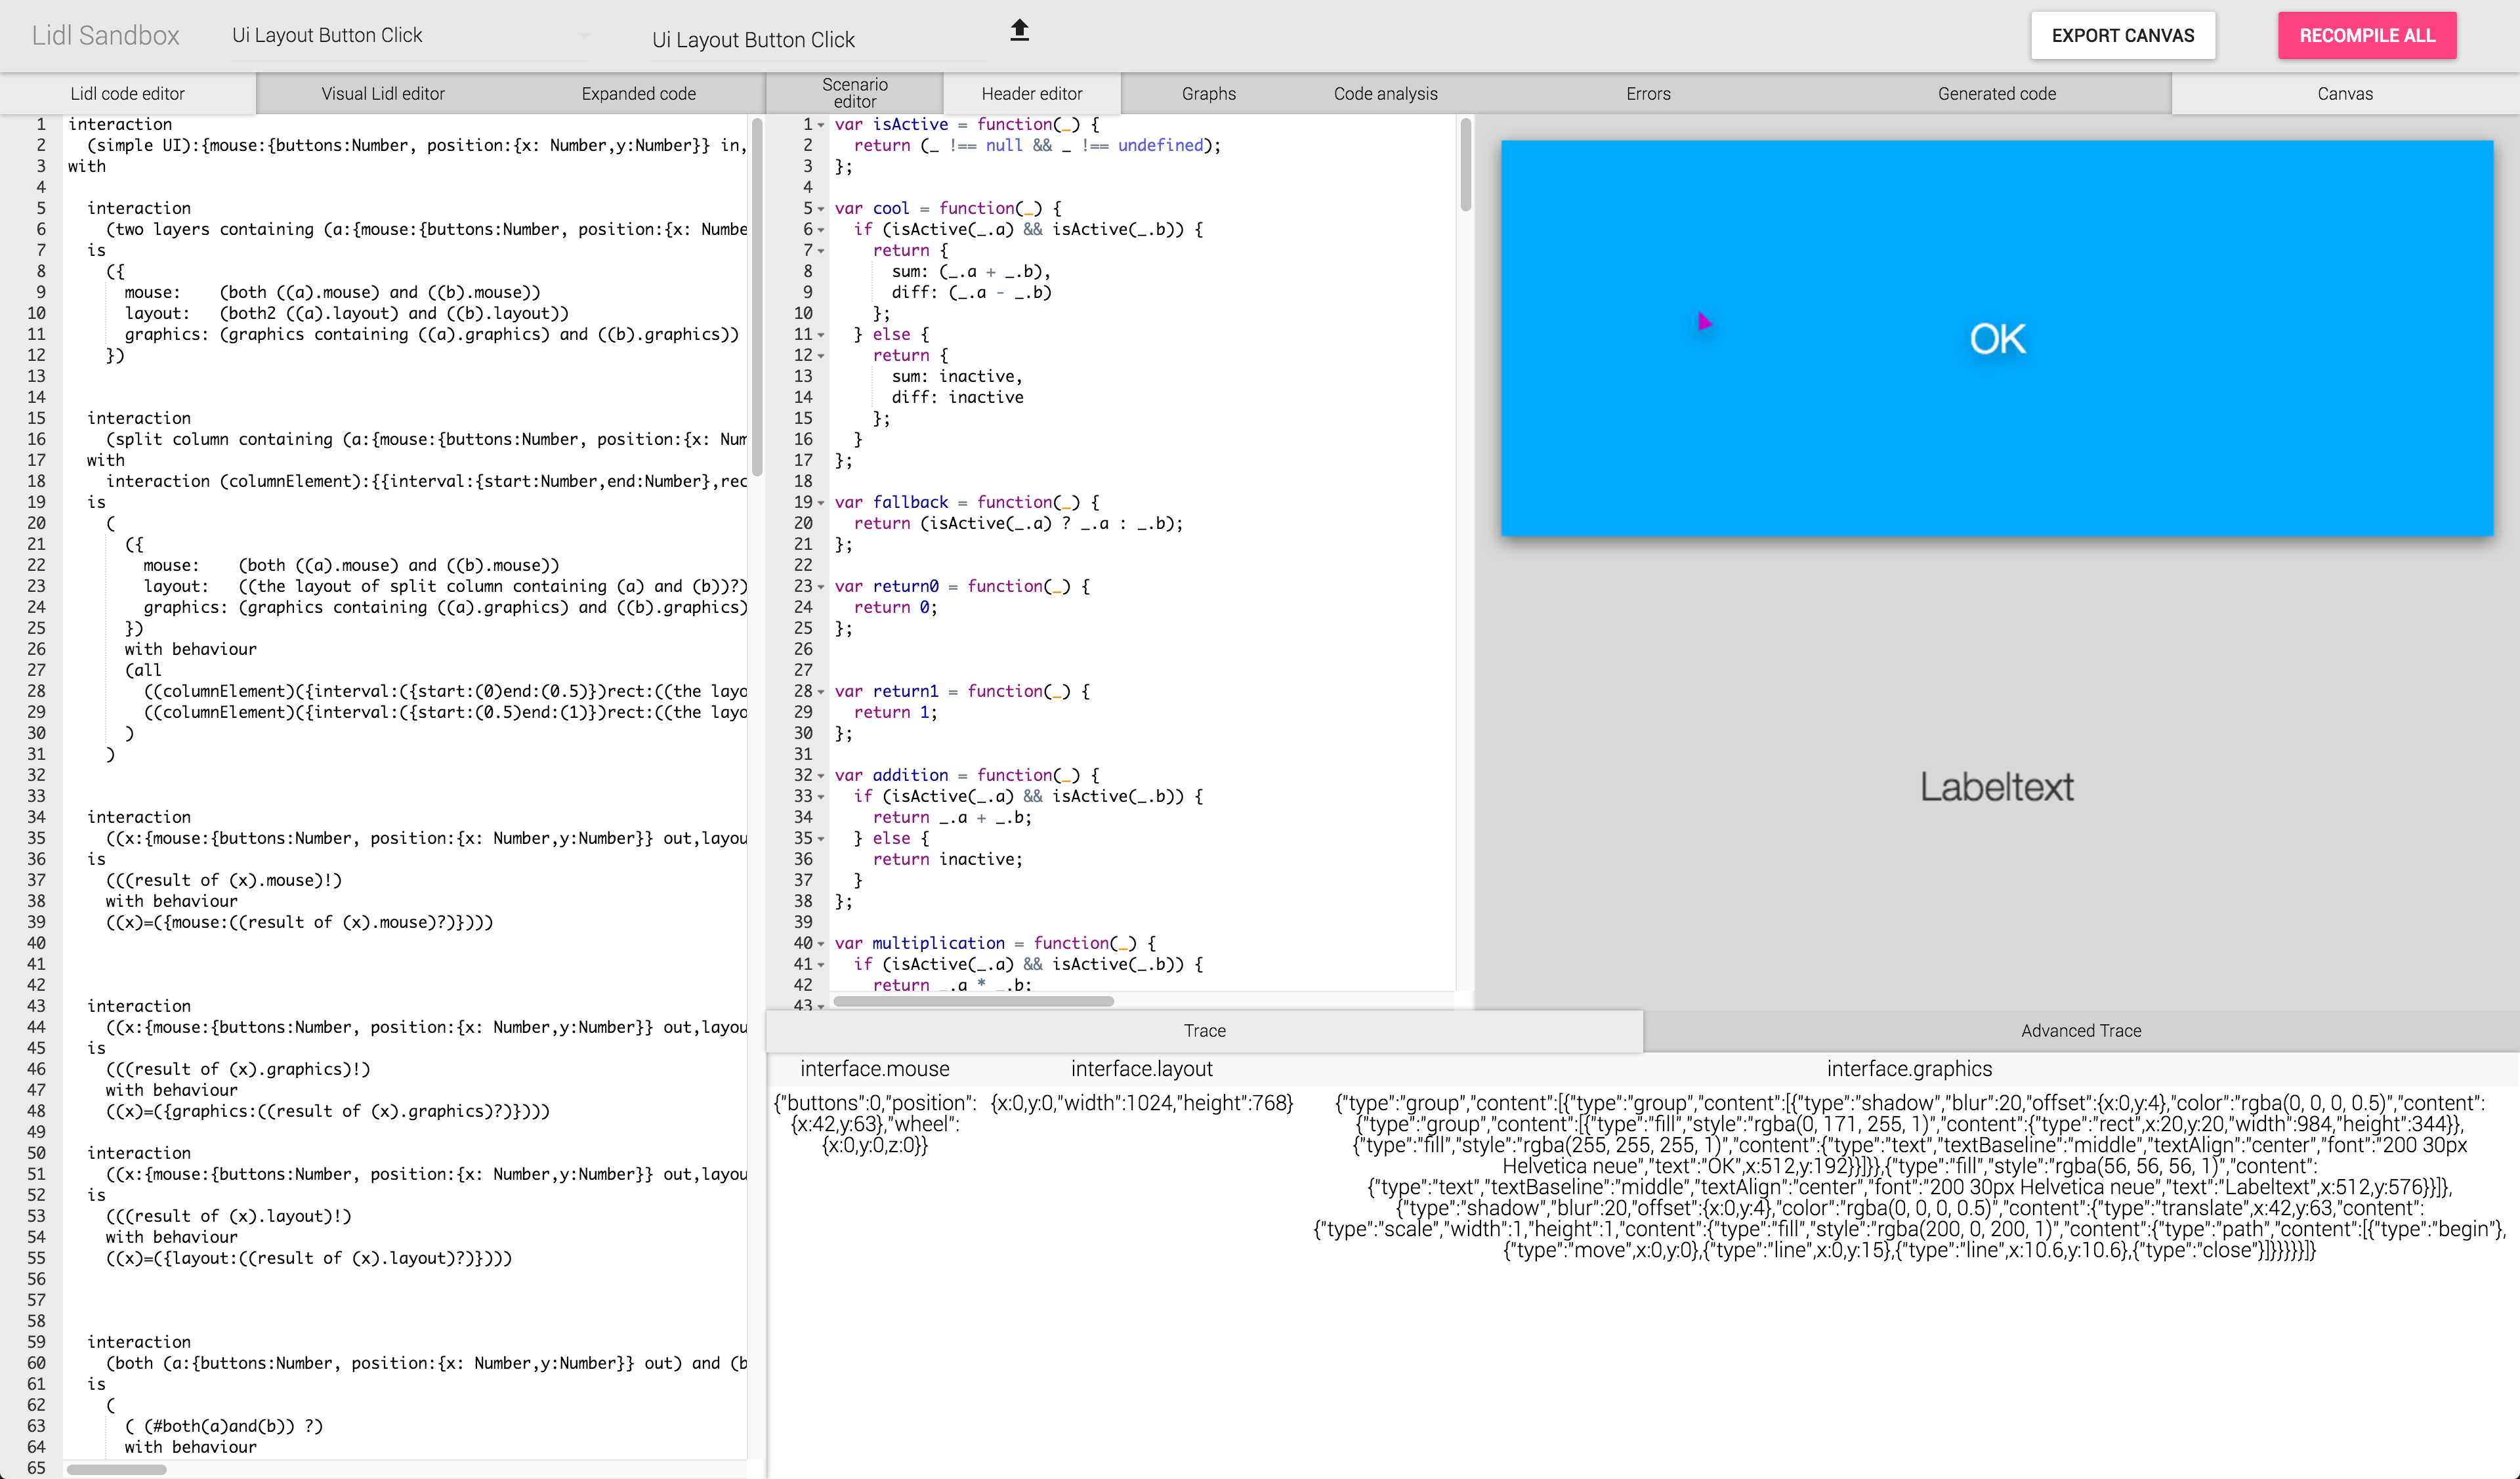 Lidl Sandbox
Ui Layout Button Click
Ui Layout Button Click
EXPORT CANVAS
RECOMPILE ALL
Lidl code editor
Visual Lidl editor
Expanded code
Scenario
editor
Header editor
Graphs
Code analysis
Errors
Generated code
Canvas
1 interaction
2 (simple UI):{mouse:{buttons:Number, position:{x: Number,y:Number}} in,
3 with
4
5 interaction
6 (two layers containing (a:{mouse:{buttons:Number, position:{x: Numbe
7 is
8 ({
9 mouse: (both ((a).mouse) and ((b).mouse))
10 layout: (both2 ((a).layout) and ((b).layout))
11 graphics: (graphics containing ((a).graphics) and ((b).graphics))
12 })
13
14
15 interaction
16 (split column containing (a:{mouse:{buttons:Number, position:{x: Num
17 with
18 interaction (columnElement):{{interval:{start:Number,end:Number},rec
19 is
20 (
21 ({
22 mouse: (both ((a).mouse) and ((b).mouse))
23 layout: ((the layout of split column containing (a) and (b))?)
24 graphics: (graphics containing ((a).graphics) and ((b).graphics)
25 })
26 with behaviour
27 (all
28 ((columnElement)({interval:({start:(0)end:(0.5)})rect:((the layo
29 ((columnElement)({interval:({start:(0.5)end:(1)})rect:((the layo
30 )
31 )
32
33
34 interaction
35 ((x:{mouse:{buttons:Number, position:{x: Number,y:Number}} out,layou
36 is
37 (((result of (x).mouse)!)
38 with behaviour
39 ((x)=({mouse:((result of (x).mouse)?)})))
40
41
42
43 interaction
44 ((x:{mouse:{buttons:Number, position:{x: Number,y:Number}} out,layou
45 is
46 (((result of (x).graphics)!)
47 with behaviour
48 ((x)=({graphics:((result of (x).graphics)?)})))
49
50 interaction
51 ((x:{mouse:{buttons:Number, position:{x: Number,y:Number}} out,layou
52 is
53 (((result of (x).layout)!)
54 with behaviour
55 ((x)=({layout:((result of (x).layout)?)})))
56
57
58
59 interaction
60 (both (a:{buttons:Number, position:{x: Number,y:Number}} out) and (b
61 is
62 (
63 ( (#both(a)and(b)) ?)
64 with behaviour
65
1 var isActive = function(_) {
2 return (_ !== null && _ !== undefined);
3 };
4
5 var cool = function(_) {
6 if (isActive(_.a) && isActive(_.b)) {
7 return {
8 sum: (_.a + _.b),
9 diff: (_.a - _.b)
10 };
11 } else {
12 return {
13 sum: inactive,
14 diff: inactive
15 };
16 }
17 };
18
19 var fallback = function(_) {
20 return (isActive(_.a) ? _.a : _.b);
21 };
22
23 var return0 = function(_) {
24 return 0;
25 };
26
27
28 var return1 = function(_) {
29 return 1;
30 };
31
32 var addition = function(_) {
33 if (isActive(_.a) && isActive(_.b)) {
34 return _.a + _.b;
35 } else {
36 return inactive;
37 }
38 };
39
40 var multiplication = function(_) {
41 if (isActive(_.a) && isActive(_.b)) {
42 return _.a * _.b;
43
OK
Labeltext
Trace
Advanced Trace
interface.mouse
{"buttons":0,"position":
{x:42,y:63},"wheel":
{x:0,y:0,z:0}}
interface.layout
{x:0,y:0,"width":1024,"height":768}
interface.graphics
{"type":"group","content":[{"type":"group","content":[{"type":"shadow","blur":20,"offset":{x:0,y:4},"color":"rgba(0, 0, 0, 0.5)","content":
{"type":"group","content":[{"type":"fill","style":"rgba(0, 171, 255, 1)","content":{"type":"rect",x:20,y:20,"width":984,"height":344}},
{"type":"fill","style":"rgba(255, 255, 255, 1)","content":{"type":"text","textBaseline":"middle","textAlign":"center","font":"200 30px
Helvetica neue","text":"OK",x:512,y:192}}]}},{"type":"fill","style":"rgba(56, 56, 56, 1)","content":
{"type":"text","textBaseline":"middle","textAlign":"center","font":"200 30px Helvetica neue","text":"Labeltext",x:512,y:576}}]},
{"type":"shadow","blur":20,"offset":{x:0,y:4},"color":"rgba(0, 0, 0, 0.5)","content":{"type":"translate",x:42,y:63,"content":
{"type":"scale","width":1,"height":1,"content":{"type":"fill","style":"rgba(200, 0, 200, 1)","content":{"type":"path","content":[{"type":"begin"},
{"type":"move",x:0,y:0},{"type":"line",x:0,y:15},{"type":"line",x:10.6,y:10.6},{"type":"close"}]}}}}}]}